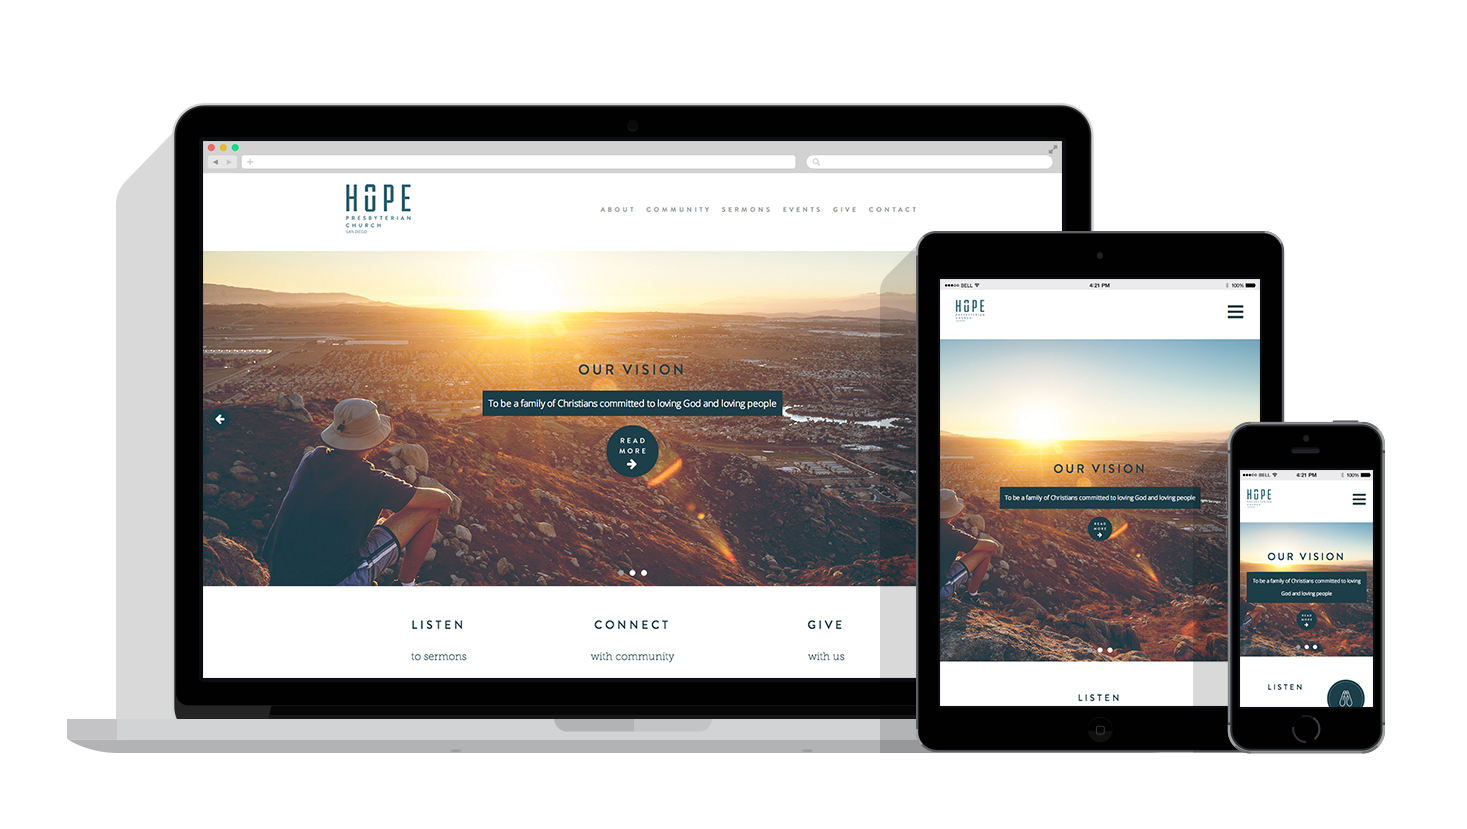 HOPE
PRESBYTERIAN
CHURCH
SAN DIEGO
ABOUT COMMUNITY SERMONS EVENTS GIVE CONTACT
OUR VISION
To be a family of Christians committed to loving God and loving people
READ
MORE
LISTEN
to sermons
CONNECT
with community
GIVE
with us
BELL 4:21 PM 100%
HOPE
PRESBYTERIAN
CHURCH
OUR VISION
To be a family of Christians committed to loving God and loving people
READ
MORE
LISTEN
BELL 4:21 PM 100%
HOPE
PRESBYTERIAN
CHURCH
OUR VISION
To be a family of Christians committed to loving
God and loving people
READ
MORE
LISTEN